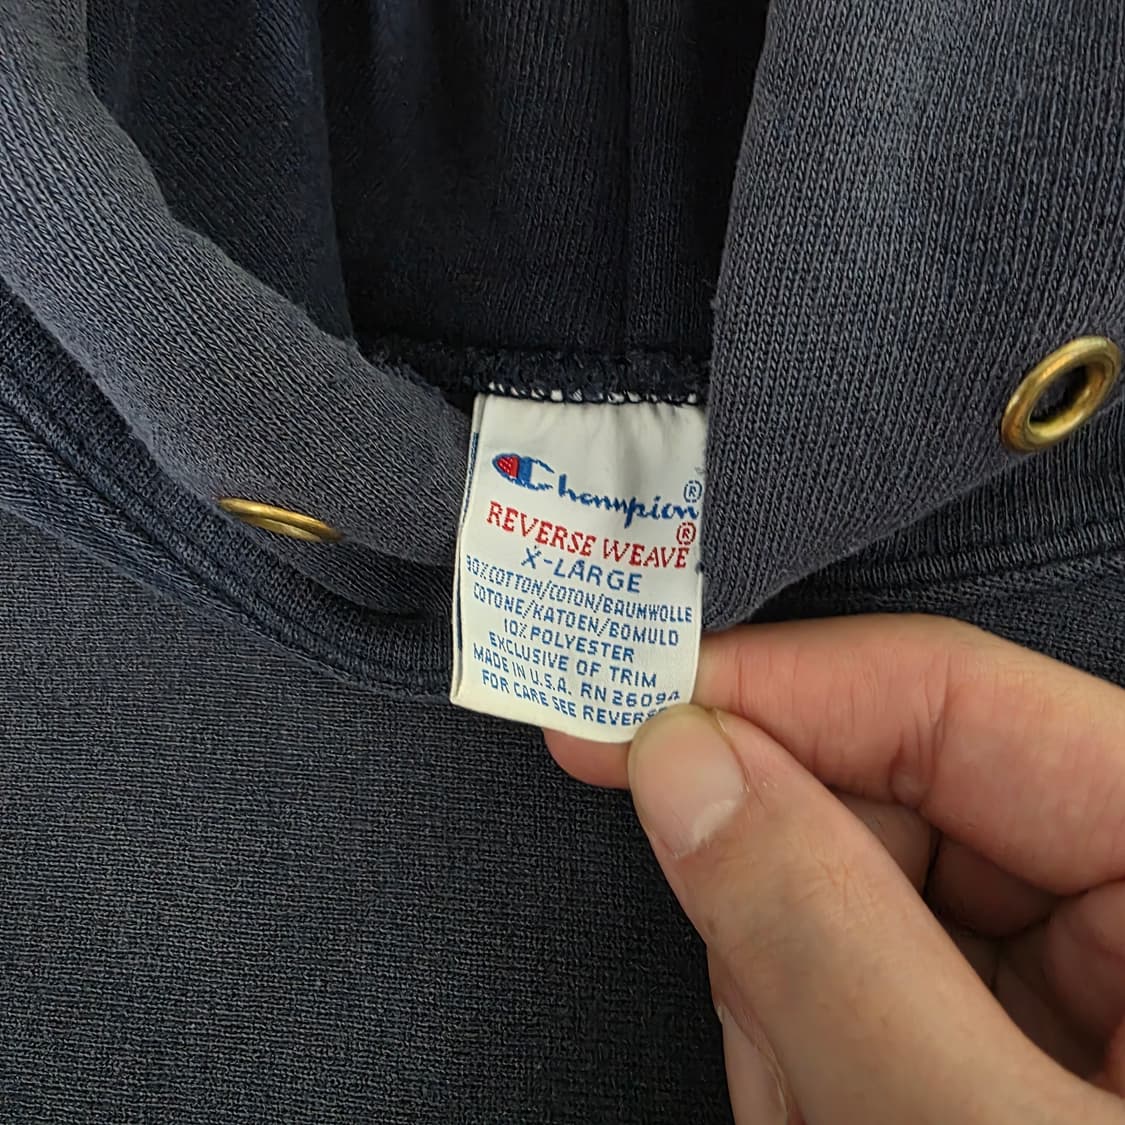 Champion®
REVERSE WEAVE®
X-LARGE
90% COTTON/COTON/BAUMWOLLE
COTONE/KATOEN/BOMULD
10% POLYESTER
EXCLUSIVE OF TRIM
MADE IN U.S.A. RN 26094
FOR CARE SEE REVERSE